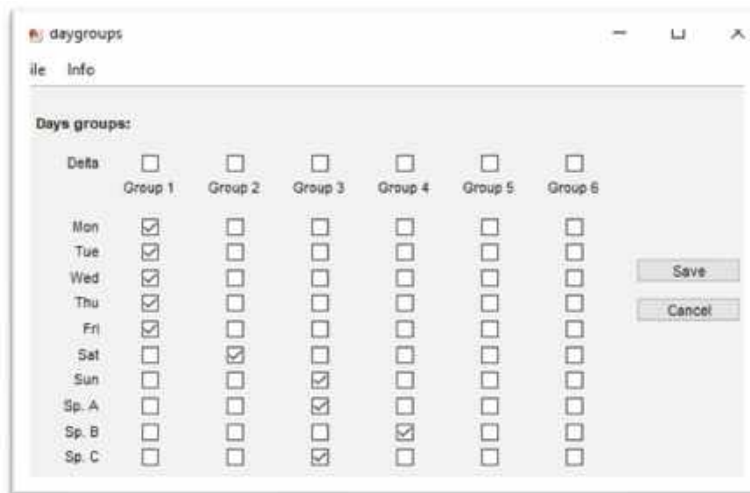 daygroups
ile Info
Days groups:
Delta
Group 1 Group 2 Group 3 Group 4 Group 5 Group 6
Mon
Tue
Wed
Save
Thu
Cancel
Fri
Sat
Sun
Sp. A
Sp. B
Sp. C